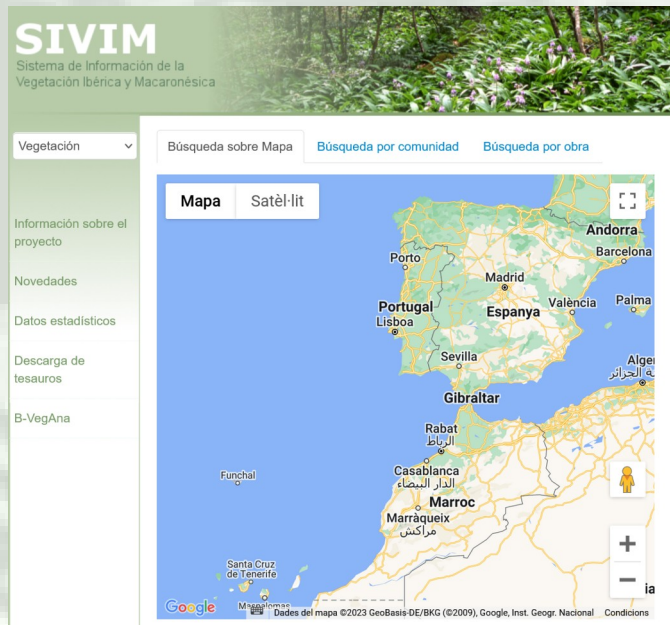 SIVIM
Sistema de Información de la
Vegetación Ibérica y Macaronésica
Vegetación
Información sobre el
proyecto
Novedades
Datos estadísticos
Descarga de
tesauros
B-VegAna
Búsqueda sobre Mapa Búsqueda por comunidad Búsqueda por obra
Mapa Satèl·lit
Andorra
Barcelona
Porto
Madrid
Portugal
Lisboa
Espanya
València
Palma
Sevilla
Gibraltar
Rabat
الرباط
Casablanca
الدار البيضاء
Funchal
Marroc
Marràqueix
مراكش
Santa Cruz
de Tenerife
Google
Dades del mapa ©2023 GeoBasis-DE/BKG (©2009), Google, Inst. Geogr. Nacional Condicions